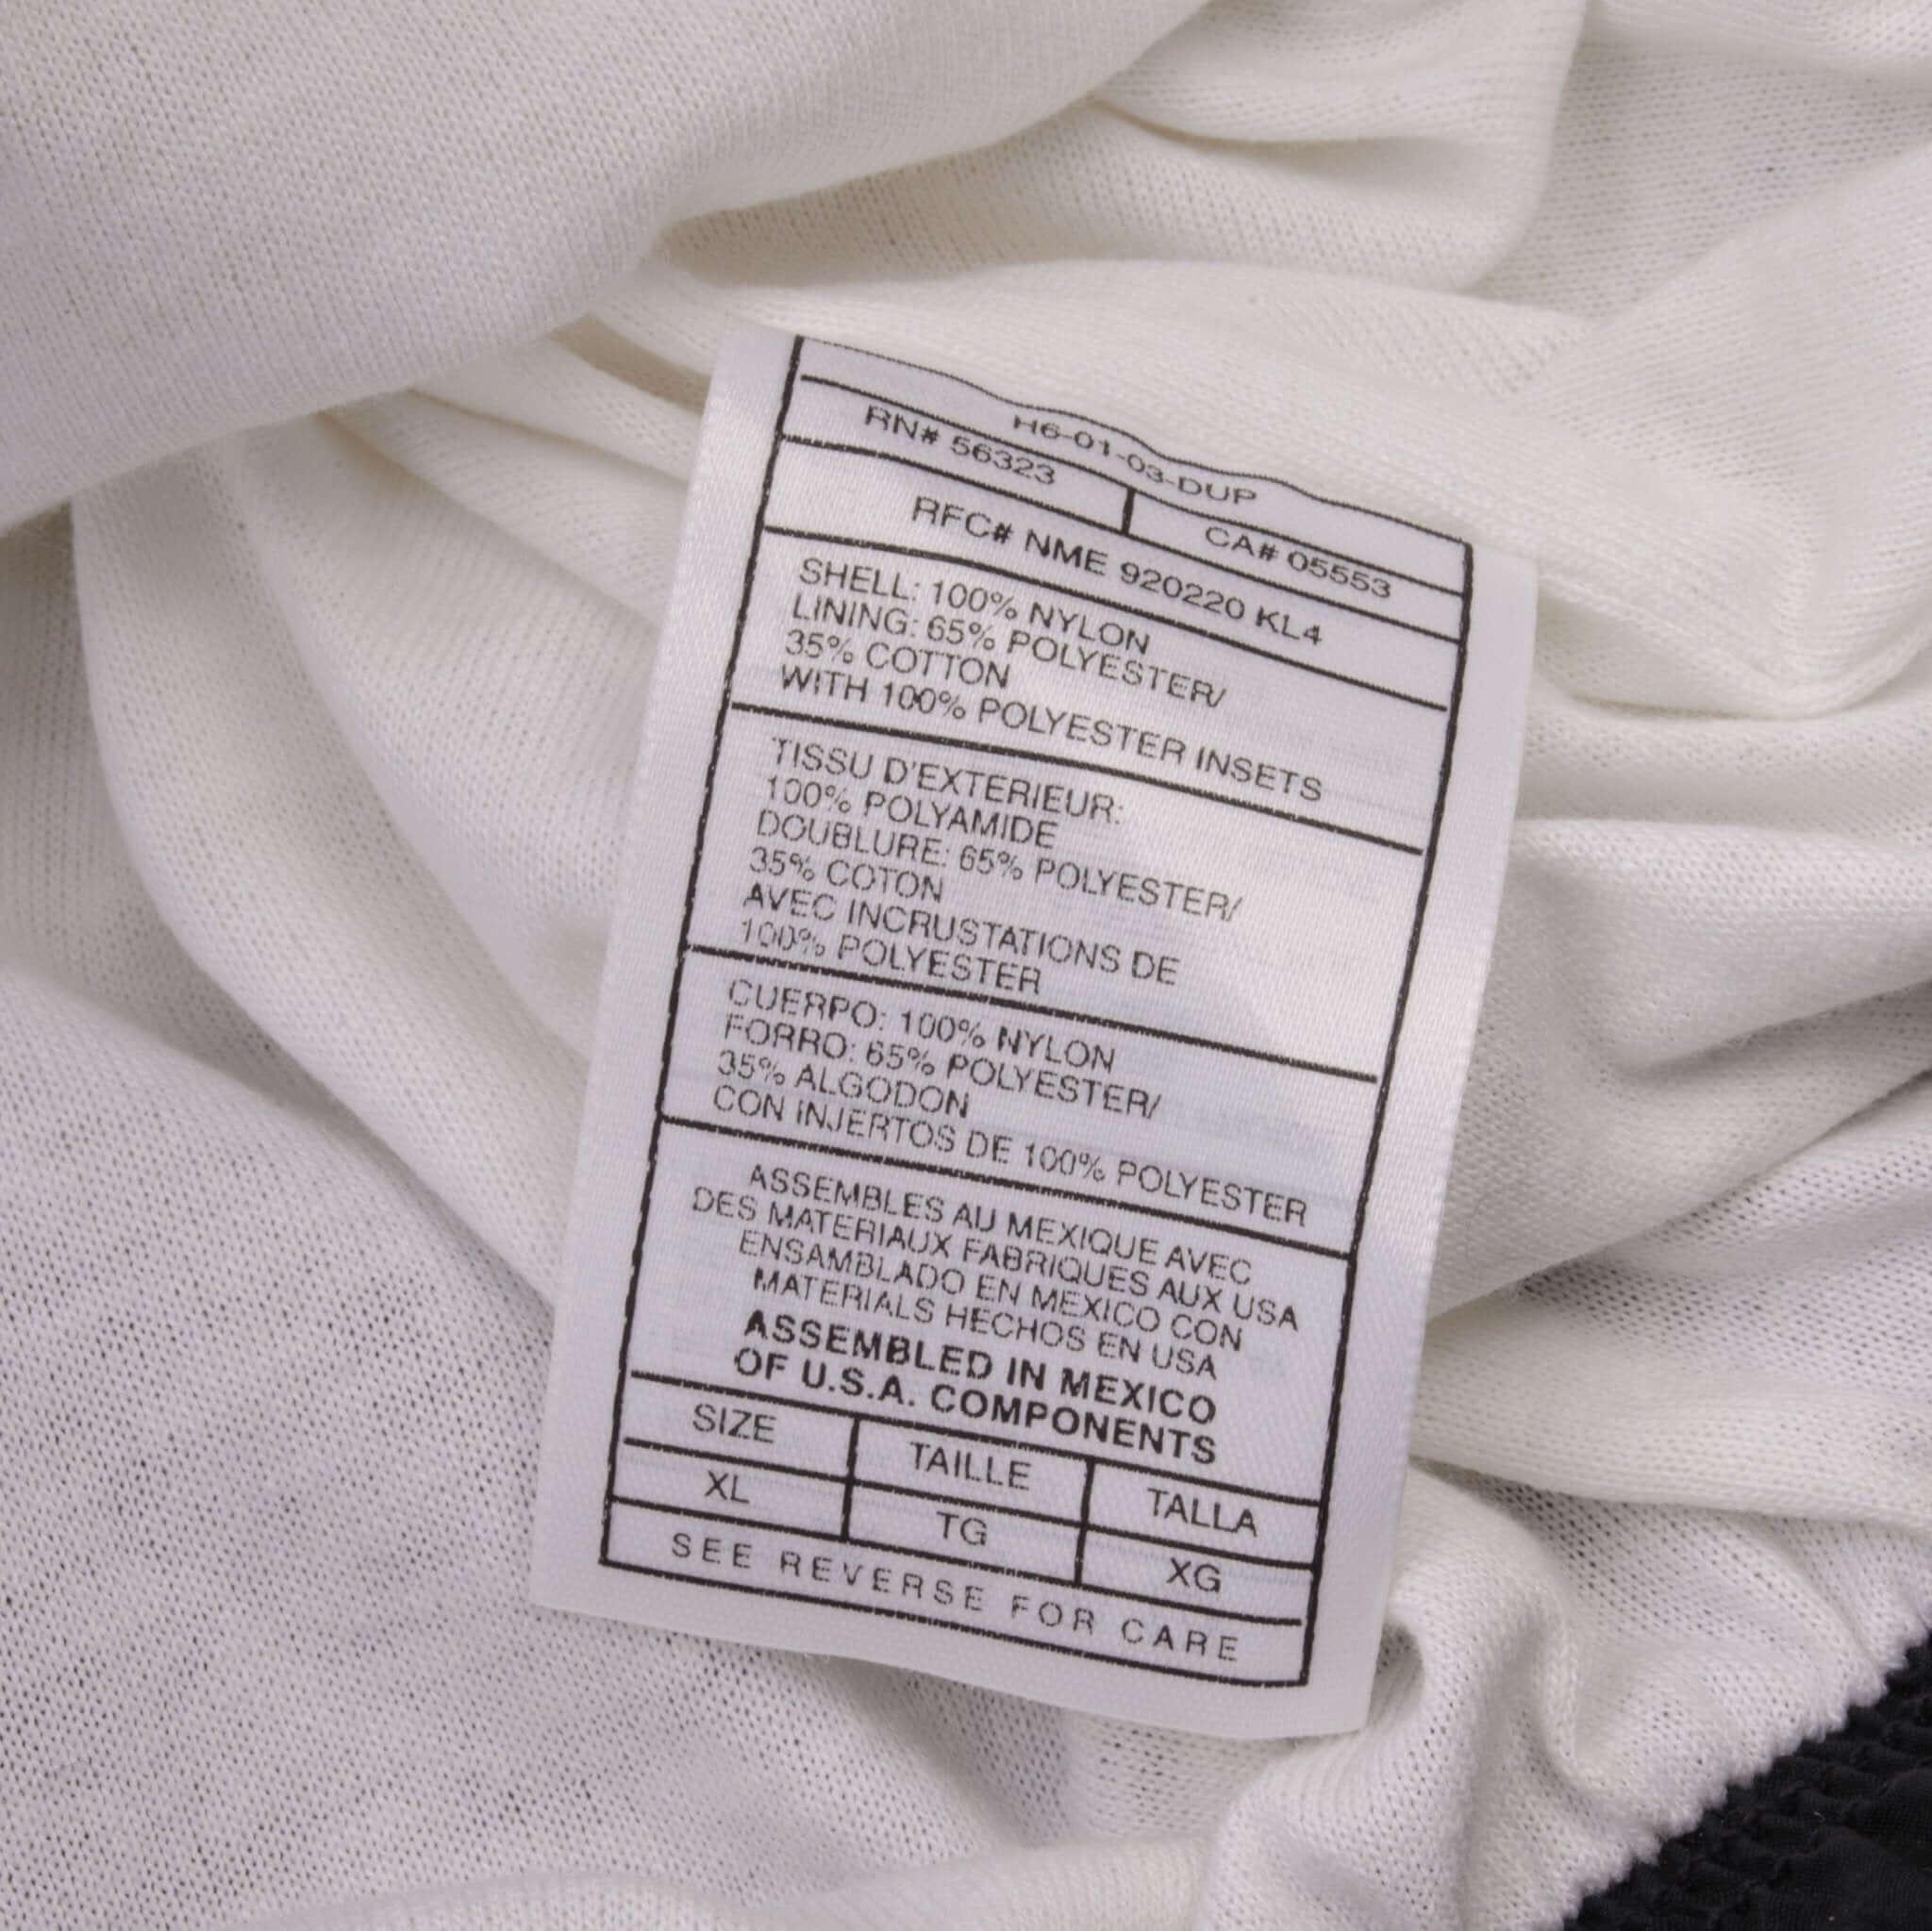 H6-01-03-DUP
RN# 56323 CA# 05553
RFC# NME 920220 KL4
SHELL: 100% NYLON
LINING: 65% POLYESTER/
35% COTTON
WITH 100% POLYESTER INSETS
TISSU D'EXTERIEUR:
100% POLYAMIDE
DOUBLURE: 65% POLYESTER/
35% COTON
AVEC INCRUSTATIONS DE
100% POLYESTER
CUERPO: 100% NYLON
FORRO: 65% POLYESTER/
35% ALGODON
CON INJERTOS DE 100% POLYESTER
ASSEMBLES AU MEXIQUE AVEC
DES MATERIAUX FABRIQUES AUX USA
ENSAMBLADO EN MEXICO CON
MATERIALS HECHOS EN USA
ASSEMBLED IN MEXICO
OF U.S.A. COMPONENTS
SIZE TAILLE TALLA
XL TG XG
SEE REVERSE FOR CARE